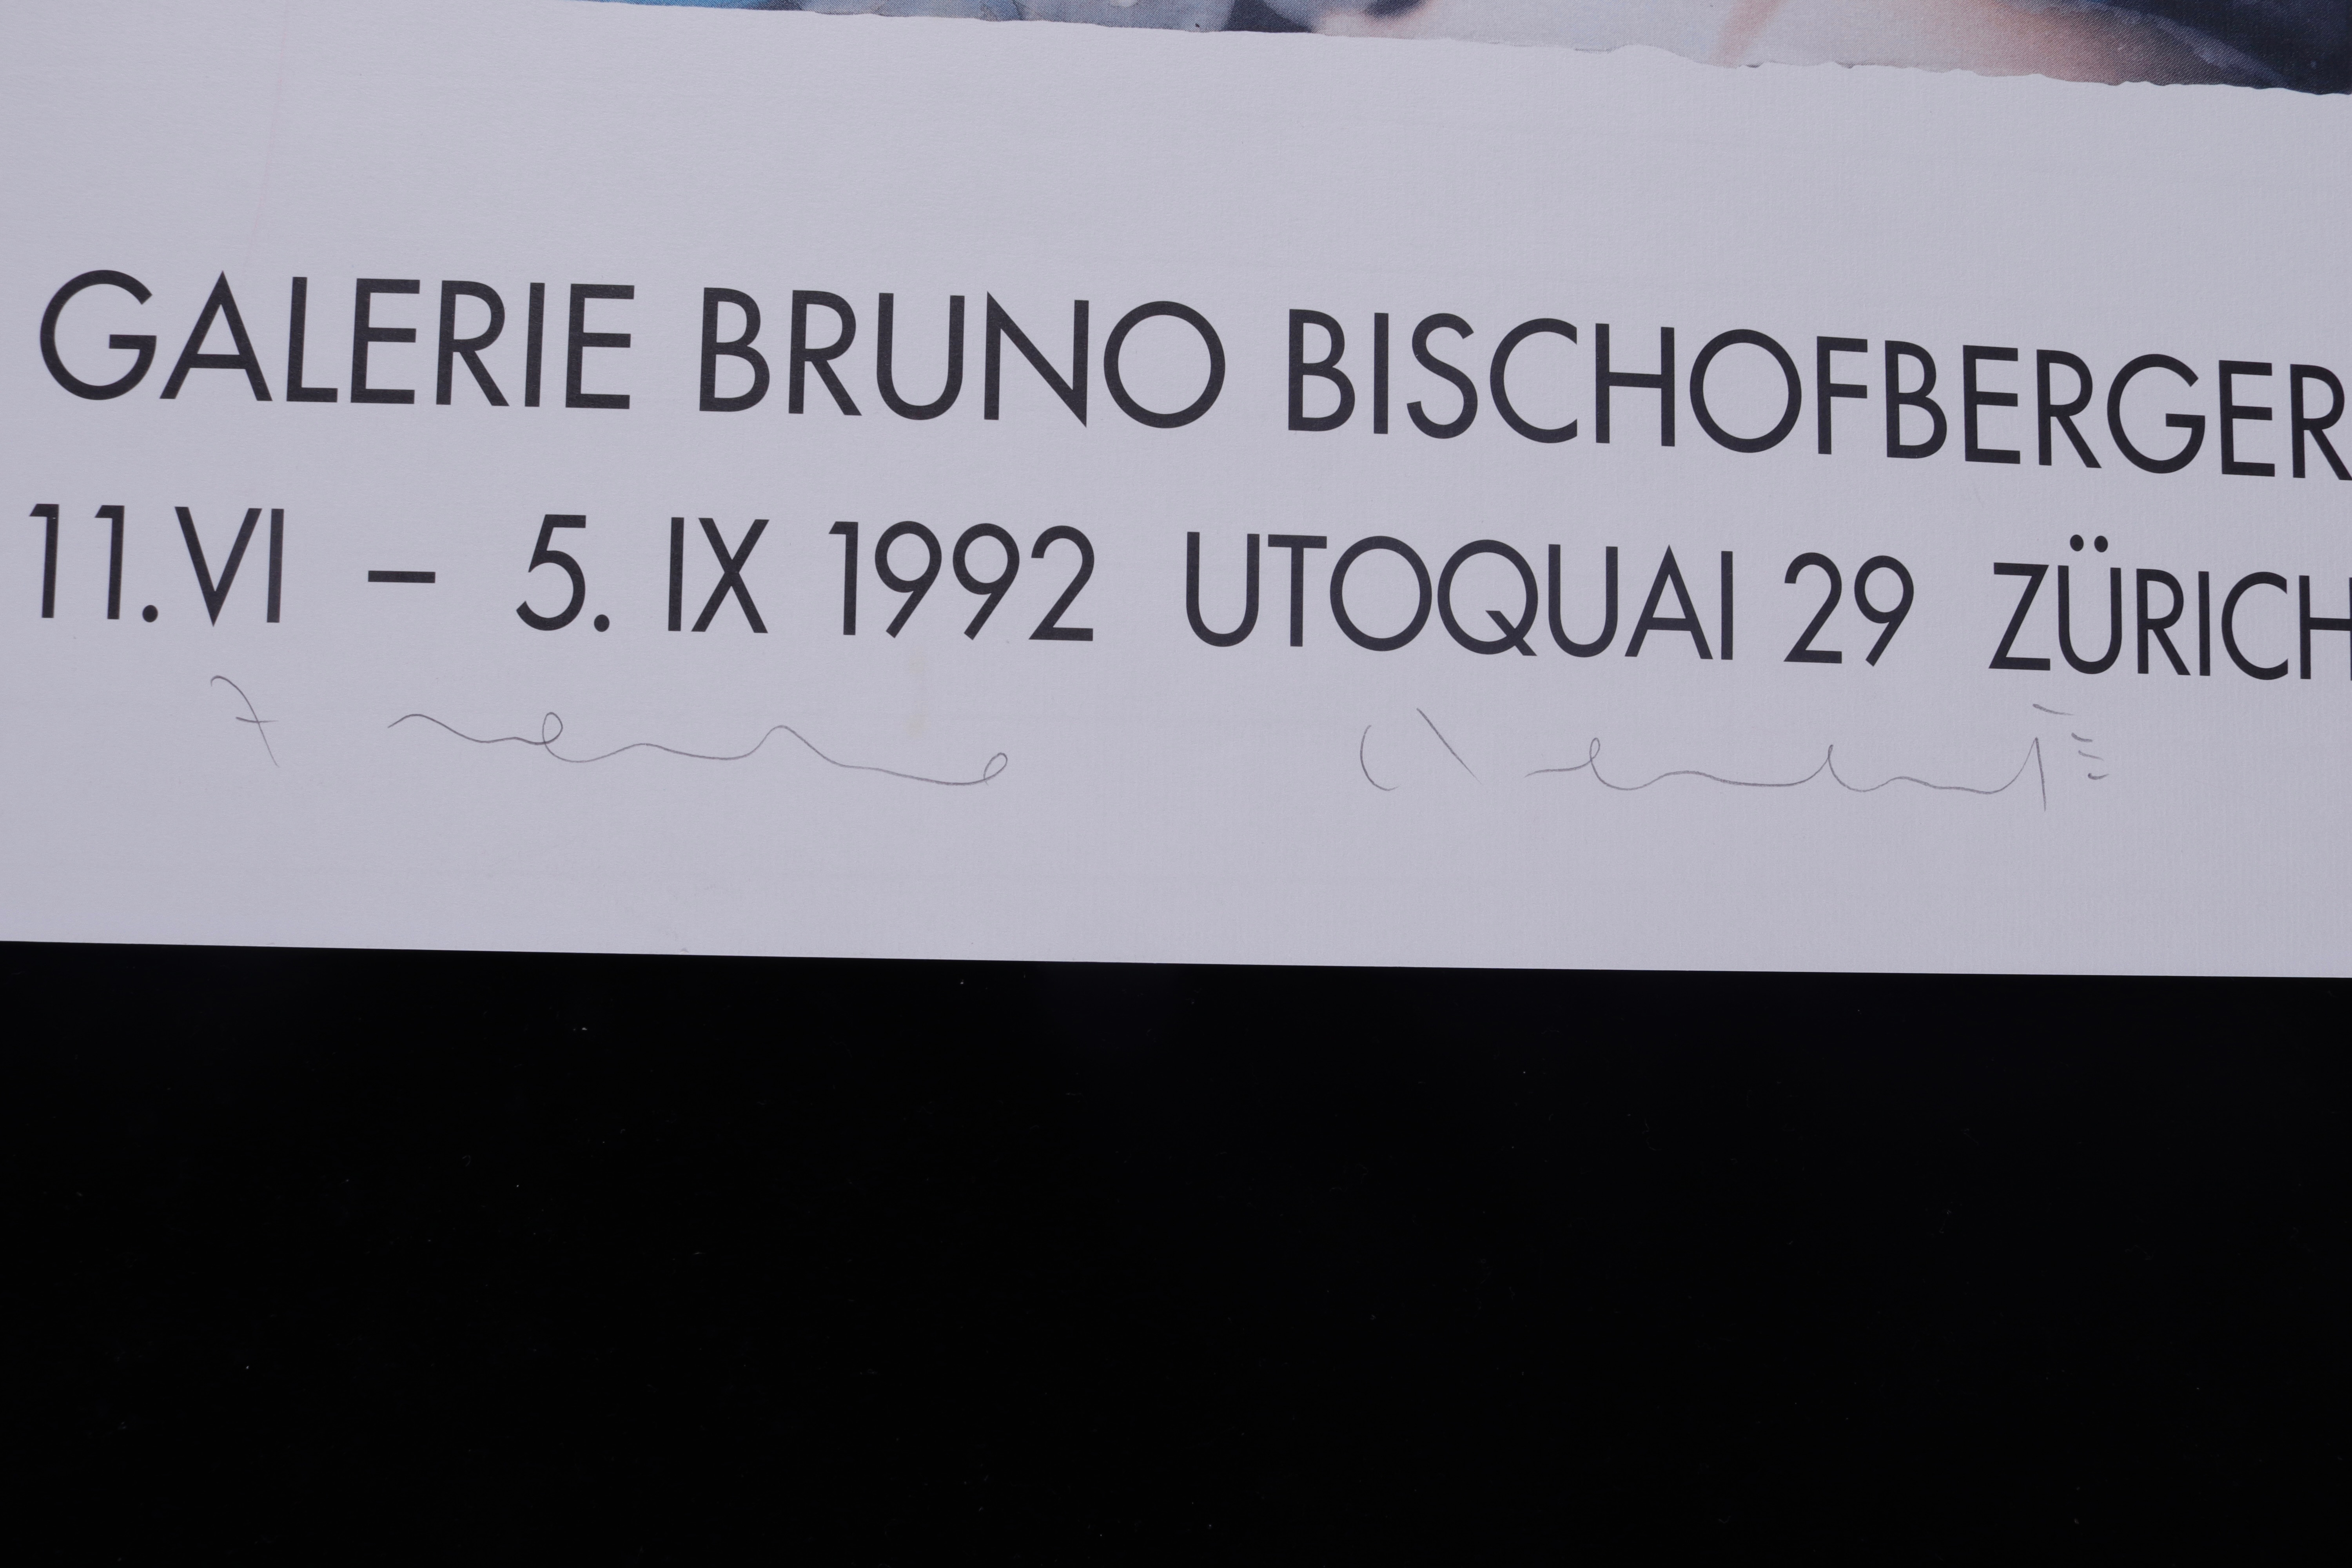 GALERIE BRUNO BISCHOFBERGER
11.VI – 5. IX 1992 UTOQUAI 29 ZÜRICH